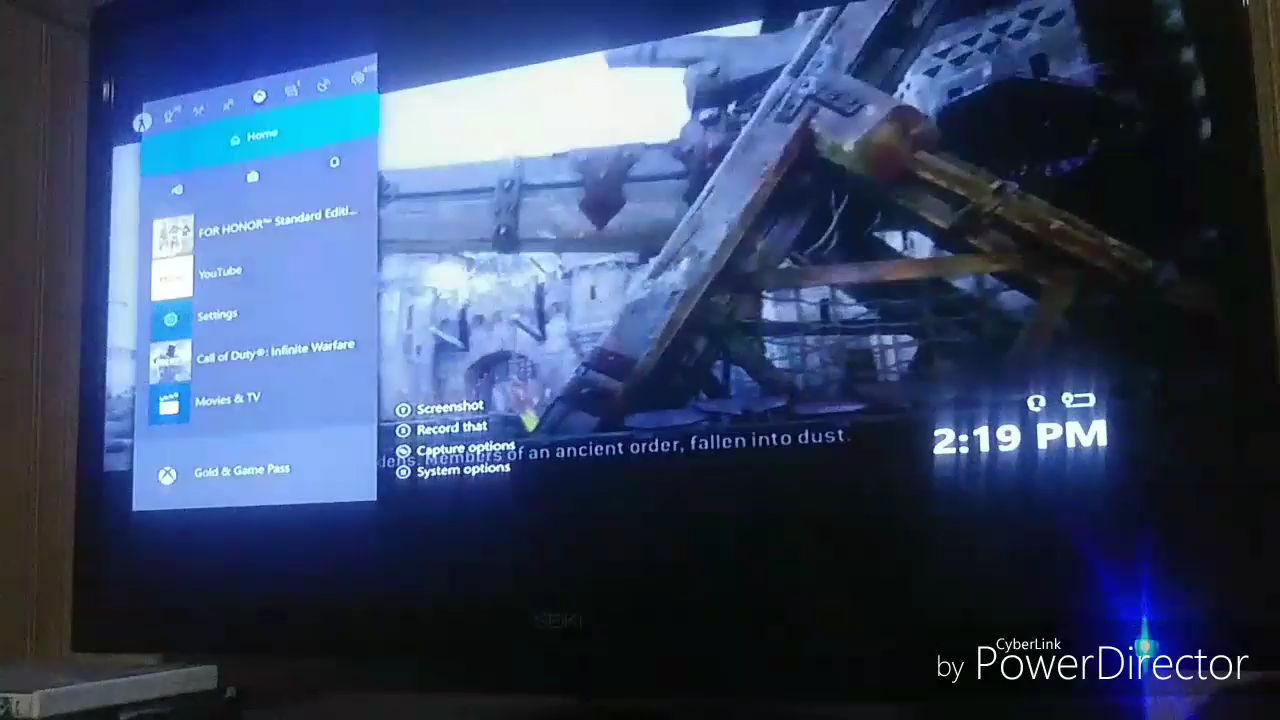 Home
FOR HONOR™ Standard Editi...
YouTube
Settings
Call of Duty®: Infinite Warfare
Movies & TV
Gold & Game Pass
Screenshot
Record that
Capture options
System options
Members of an ancient order, fallen into dust.
2:19 PM
SEIKI
CyberLink
by PowerDirector